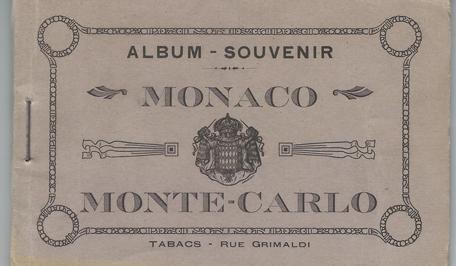 ALBUM - SOUVENIR
MONACO
MONTE-CARLO
TABACS - RUE GRIMALDI